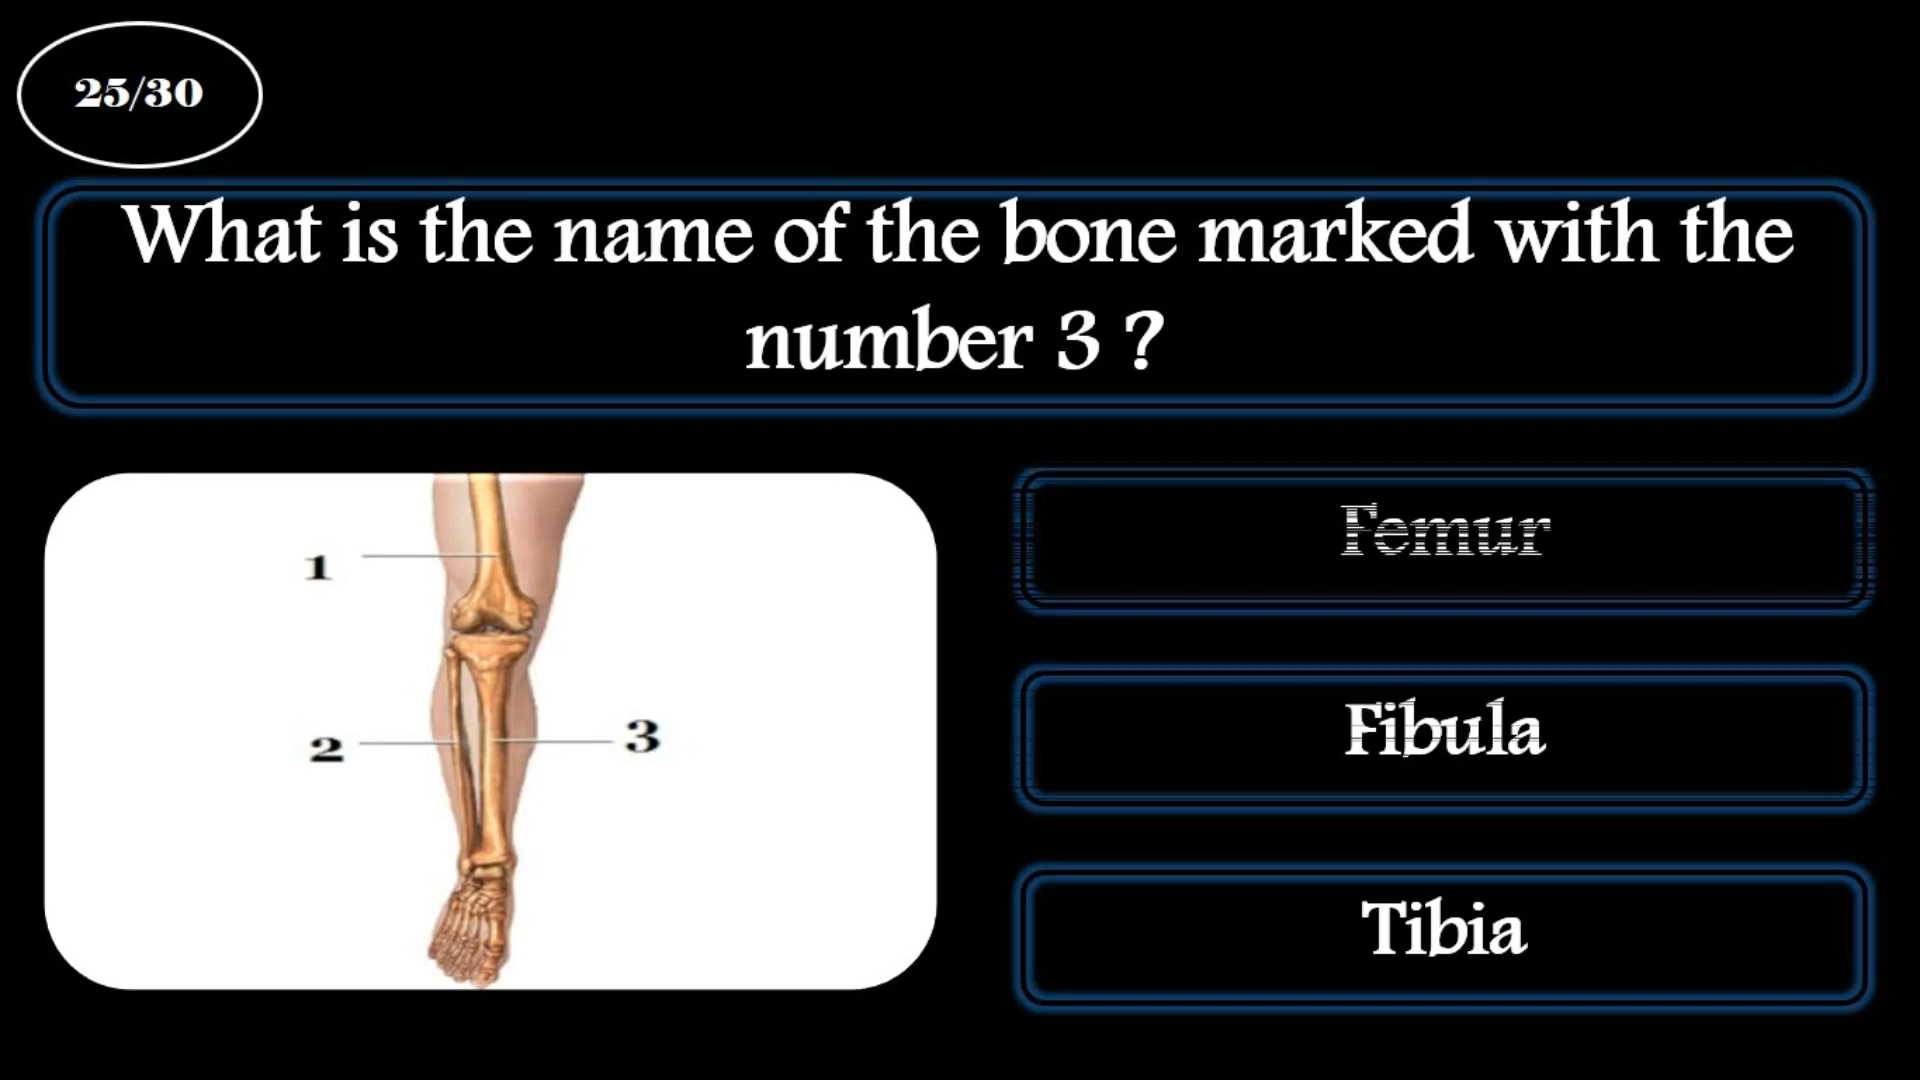 25/30
What is the name of the bone marked with the
number 3 ?
1
2
3
Femur
Fibula
Tibia